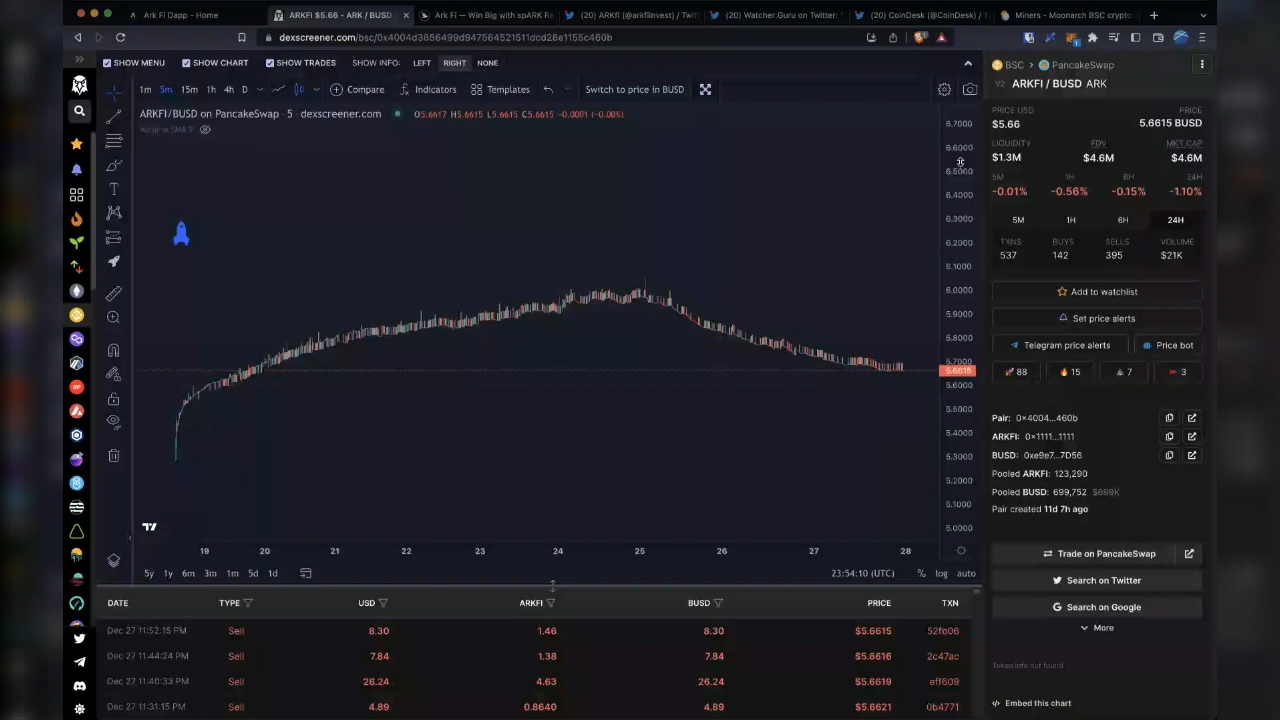 Ark Fi Dapp - Home
ARKFI $5.66 - ARK / BUSD
Ark Fi — Win Big with spARK Re
(20) ARKfi (@arkfiinvest) / Twitt
(20) Watcher.Guru on Twitter: "
(20) CoinDesk (@CoinDesk) / T
Miners - Moonarch BSC crypto
SHOW MENU SHOW CHART SHOW TRADES SHOW INFO: LEFT RIGHT NONE
1m 5m 15m 1h 4h D Compare Indicators Templates Switch to price in BUSD
ARKFI/BUSD on PancakeSwap · 5 · dexscreener.com O5.6617 H5.6615 L5.6615 C5.6615 -0.0001 (-0.00%)
Volume SMA 9
6.7000
6.6000
6.5000
6.4000
6.3000
6.2000
6.1000
6.0000
5.9000
5.8000
5.7000
5.6615
5.6000
5.5000
5.4000
5.3000
5.2000
5.1000
5.0000
19 20 21 22 23 24 25 26 27 28
5y 1y 6m 3m 1m 5d 1d
23:54:10 (UTC) % log auto
DATE TYPE USD ARKFI BUSD PRICE TXN
Dec 27 11:52:15 PM Sell 8.30 1.46 8.30 $5.6615 52fb06
Dec 27 11:44:24 PM Sell 7.84 1.38 7.84 $5.6616 2c47ac
Dec 27 11:40:33 PM Sell 26.24 4.63 26.24 $5.6619 eff609
Dec 27 11:31:15 PM Sell 4.89 0.8640 4.89 $5.6621 0b4771
BSC PancakeSwap
V2 ARKFI / BUSD ARK
PRICE USD PRICE
$5.66 5.6615 BUSD
LIQUIDITY FDV MKT CAP
$1.3M $4.6M $4.6M
5M 1H 6H 24H
-0.01% -0.56% -0.15% -1.10%
5M 1H 6H 24H
TXNS BUYS SELLS VOLUME
537 142 395 $21K
Add to watchlist
Set price alerts
Telegram price alerts Price bot
88 15 7 3
Pair: 0x4004...460b
ARKFI: 0x1111...1111
BUSD: 0xe9e7...7D56
Pooled ARKFI: 123,290
Pooled BUSD: 699,752 $699K
Pair created 11d 7h ago
Trade on PancakeSwap
Search on Twitter
Search on Google
More
Token info not found
Embed this chart